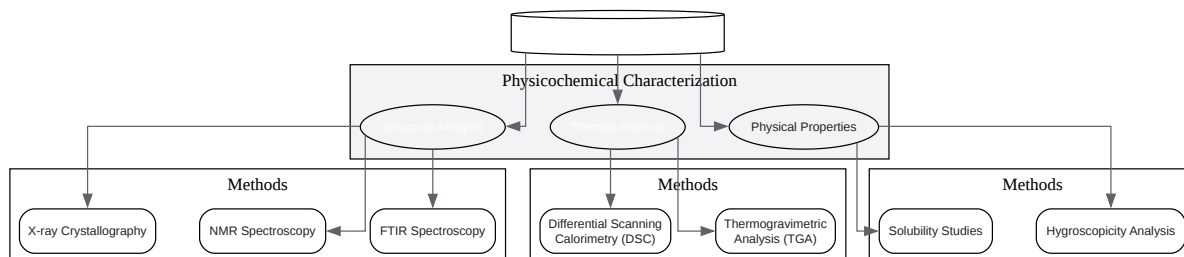 Physicochemical Characterization
Structural Analysis
Thermal Analysis
Physical Properties
Methods
Methods
Methods
X-ray Crystallography
NMR Spectroscopy
FTIR Spectroscopy
Differential Scanning
Calorimetry (DSC)
Thermogravimetric
Analysis (TGA)
Solubility Studies
Hygroscopicity Analysis